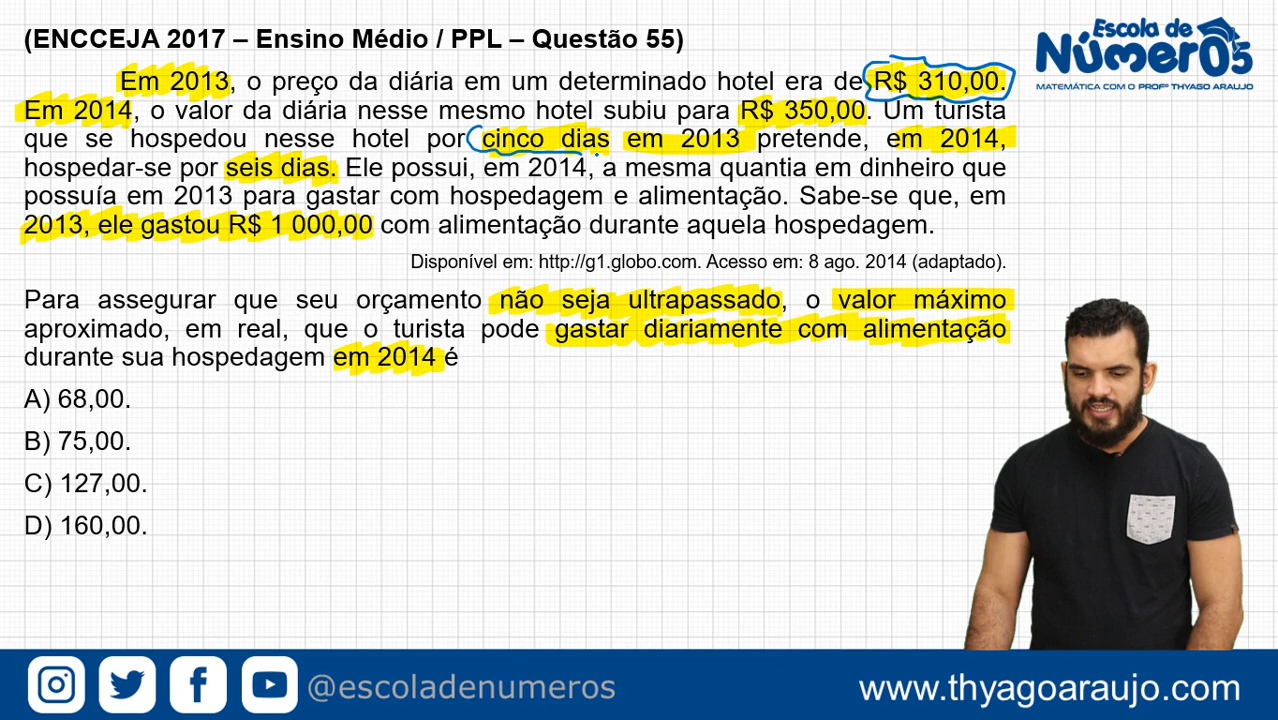 (ENCCEJA 2017 – Ensino Médio / PPL – Questão 55)
Em 2013, o preço da diária em um determinado hotel era de R$ 310,00.
Em 2014, o valor da diária nesse mesmo hotel subiu para R$ 350,00. Um turista
que se hospedou nesse hotel por cinco dias em 2013 pretende, em 2014,
hospedar-se por seis dias. Ele possui, em 2014, a mesma quantia em dinheiro que
possuía em 2013 para gastar com hospedagem e alimentação. Sabe-se que, em
2013, ele gastou R$ 1 000,00 com alimentação durante aquela hospedagem.
Disponível em: http://g1.globo.com. Acesso em: 8 ago. 2014 (adaptado).
Para assegurar que seu orçamento não seja ultrapassado, o valor máximo
aproximado, em real, que o turista pode gastar diariamente com alimentação
durante sua hospedagem em 2014 é
A) 68,00.
B) 75,00.
C) 127,00.
D) 160,00.
Escola de
NúmerOS
MATEMÁTICA COM O PROFº THYAGO ARAUJO
@escoladenumeros
www.thyagoaraujo.com